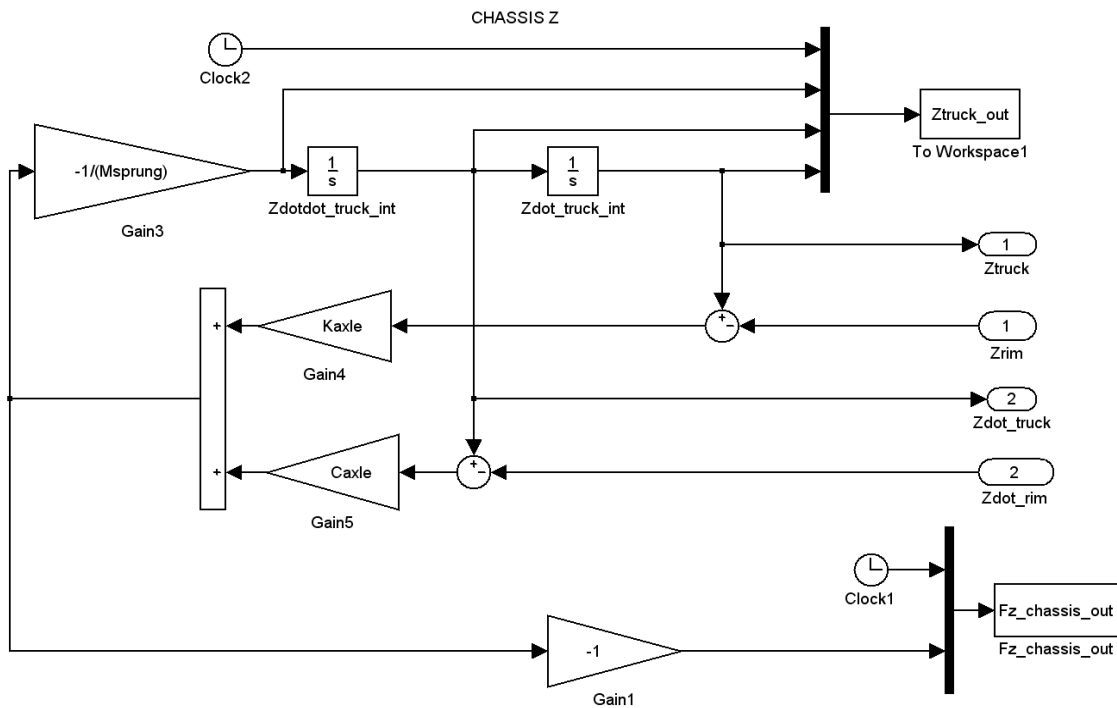 CHASSIS Z
Clock2
Ztruck_out
To Workspace1
-1/(Msprung)
Gain3
1
s
Zdotdot_truck_int
1
s
Zdot_truck_int
1
Ztruck
+
Kaxle
Gain4
+
−
1
Zrim
2
Zdot_truck
+
Caxle
Gain5
+
−
2
Zdot_rim
Clock1
Fz_chassis_out
Fz_chassis_out
-1
Gain1